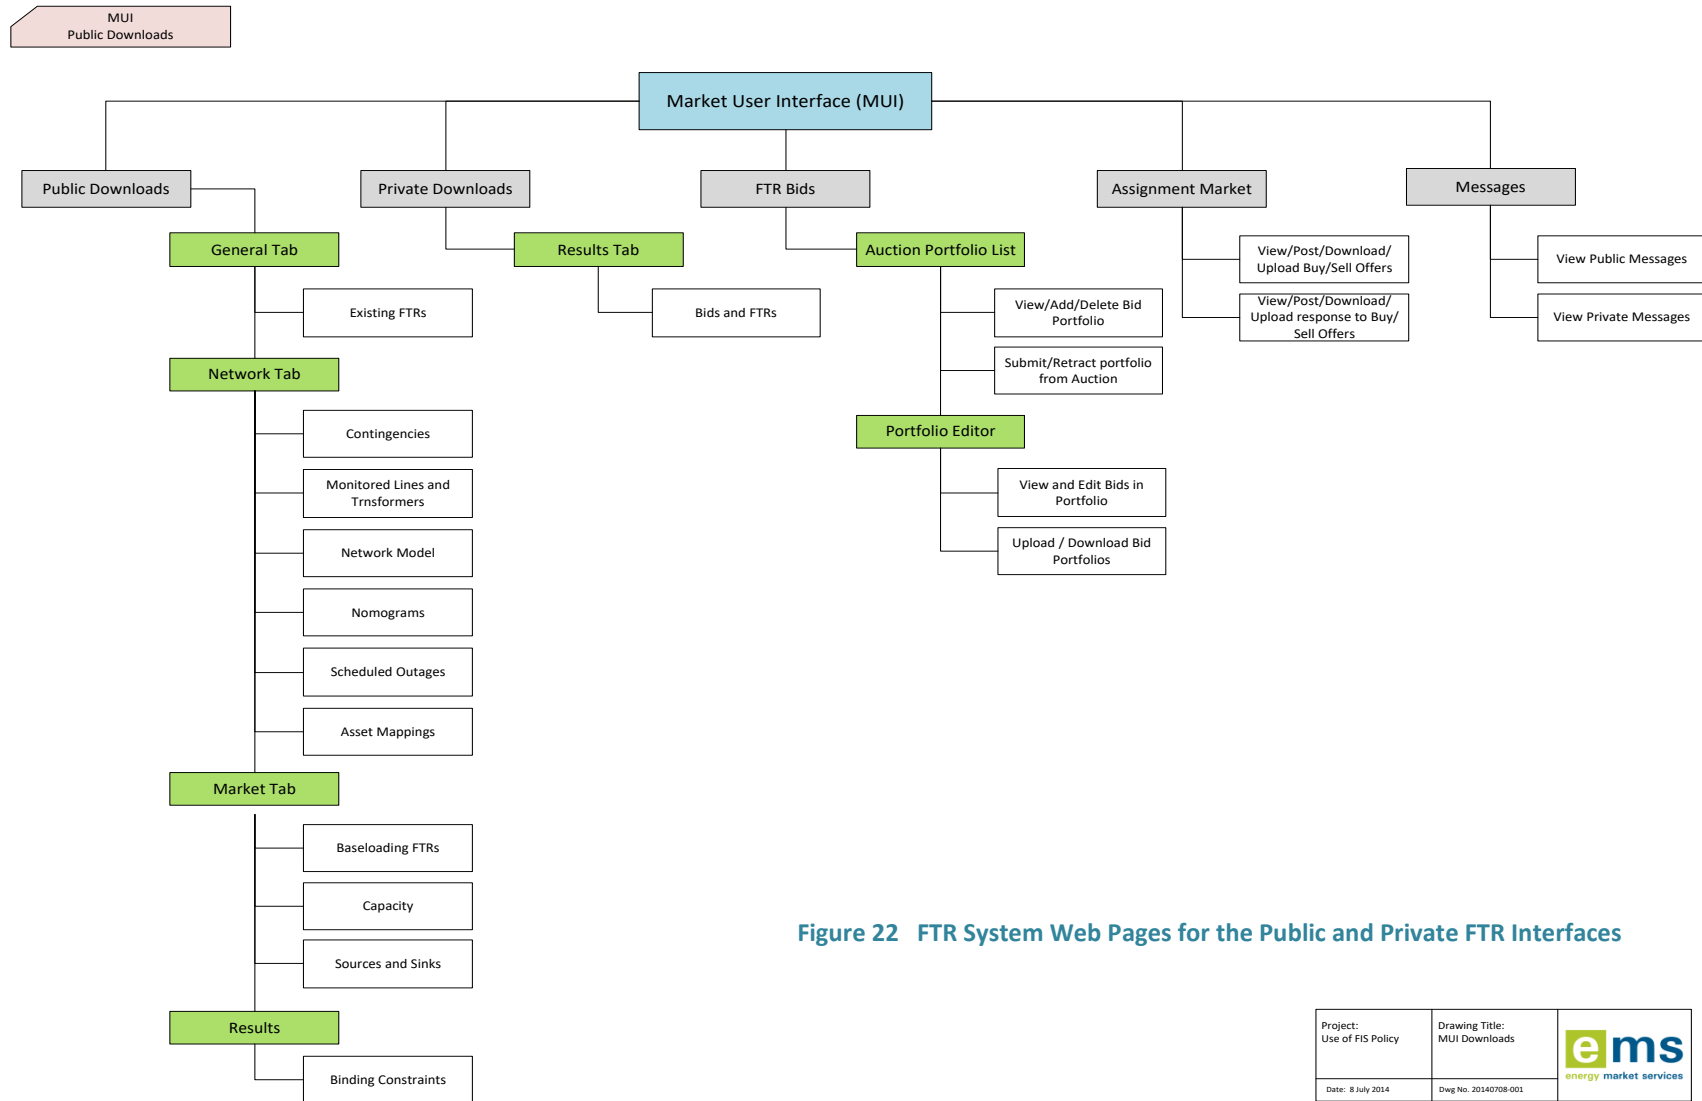 MUI
Public Downloads
Market User Interface (MUI)
Public Downloads
Private Downloads
FTR Bids
Assignment Market
Messages
General Tab
Existing FTRs
Network Tab
Contingencies
Monitored Lines and
Trnsformers
Network Model
Nomograms
Scheduled Outages
Asset Mappings
Market Tab
Baseloading FTRs
Capacity
Sources and Sinks
Results
Binding Constraints
Results Tab
Bids and FTRs
Auction Portfolio List
View/Add/Delete Bid
Portfolio
Submit/Retract portfolio
from Auction
Portfolio Editor
View and Edit Bids in
Portfolio
Upload / Download Bid
Portfolios
View/Post/Download/
Upload Buy/Sell Offers
View/Post/Download/
Upload response to Buy/
Sell Offers
View Public Messages
View Private Messages
Figure 22 FTR System Web Pages for the Public and Private FTR Interfaces
Project:
Use of FIS Policy
Drawing Title:
MUI Downloads
Date: 8 July 2014
Dwg No. 20140708-001
ems
energy market services